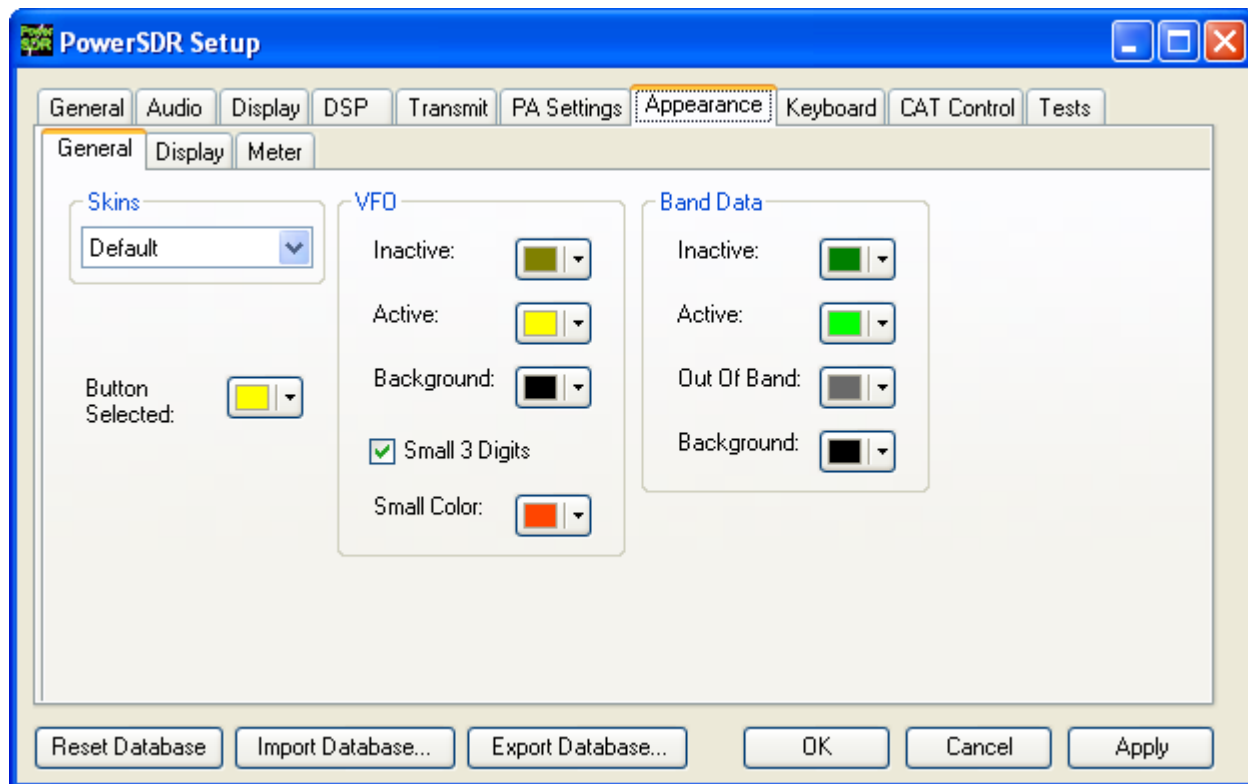 Power SDR PowerSDR Setup
General Audio Display DSP Transmit PA Settings Appearance Keyboard CAT Control Tests
General Display Meter
Skins
Default
Button
Selected:
VFO
Inactive:
Active:
Background:
Small 3 Digits
Small Color:
Band Data
Inactive:
Active:
Out Of Band:
Background:
Reset Database Import Database... Export Database... OK Cancel Apply